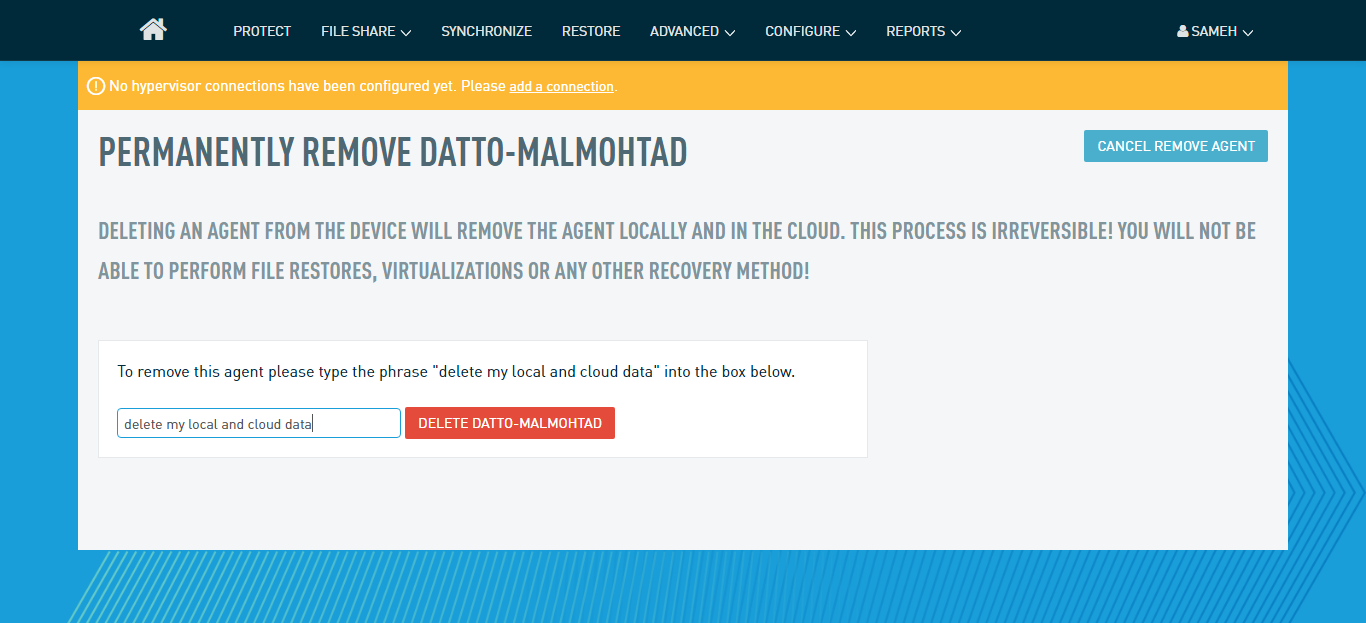 PROTECT FILE SHARE SYNCHRONIZE RESTORE ADVANCED CONFIGURE REPORTS SAMEH
No hypervisor connections have been configured yet. Please add a connection.
PERMANENTLY REMOVE DATTO-MALMOHTAD
CANCEL REMOVE AGENT
DELETING AN AGENT FROM THE DEVICE WILL REMOVE THE AGENT LOCALLY AND IN THE CLOUD. THIS PROCESS IS IRREVERSIBLE! YOU WILL NOT BE
ABLE TO PERFORM FILE RESTORES, VIRTUALIZATIONS OR ANY OTHER RECOVERY METHOD!
To remove this agent please type the phrase "delete my local and cloud data" into the box below.
delete my local and cloud data
DELETE DATTO-MALMOHTAD